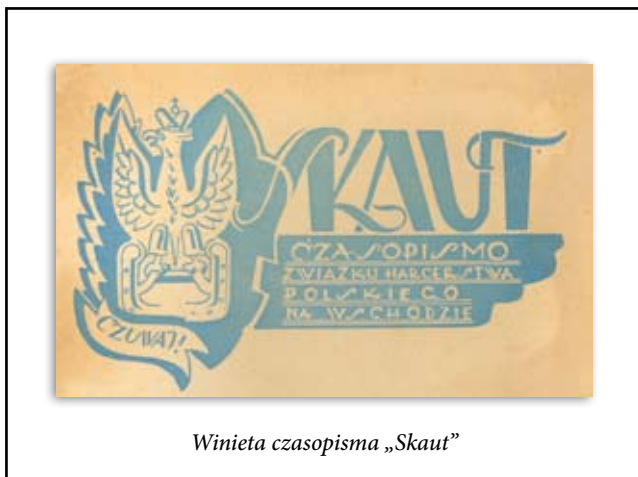 SKAUT
CZASOPISMO
ZWIĄZKU HARCERSTWA
POLSKIEGO
NA WSCHODZIE
CZUWAJ!
Winieta czasopisma „Skaut”